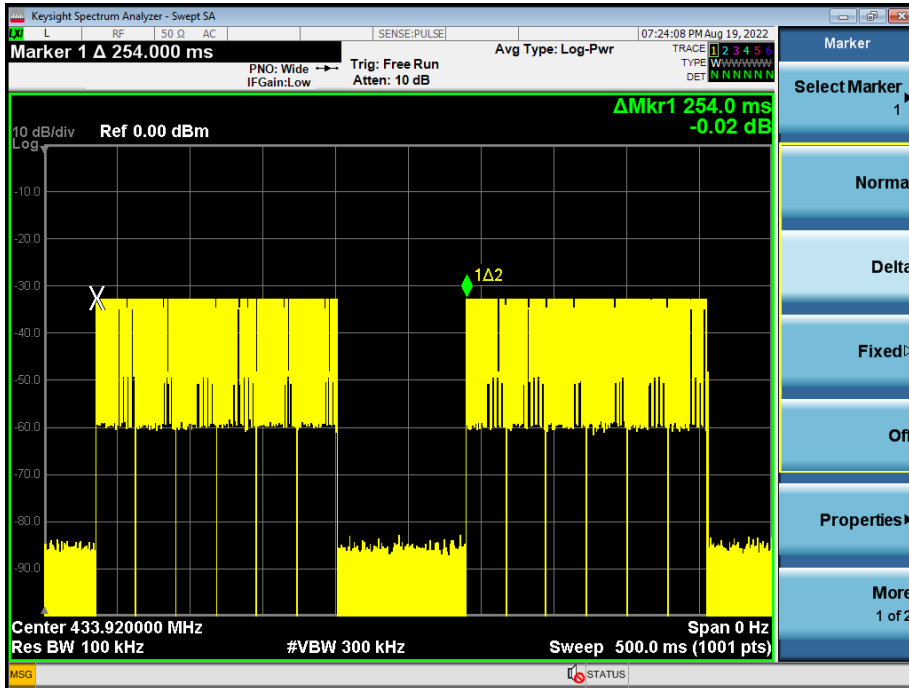 Keysight Spectrum Analyzer - Swept SA
LXI L RF 50 Ω AC SENSE:PULSE 07:24:08 PM Aug 19, 2022
Marker 1 Δ 254.000 ms
PNO: Wide
IFGain:Low
Trig: Free Run
Atten: 10 dB
Avg Type: Log-Pwr
TRACE 1 2 3 4 5 6
TYPE WWWWWW
DET N N N N N N
ΔMkr1 254.0 ms
-0.02 dB
10 dB/div Ref 0.00 dBm
Log
-10.0
-20.0
-30.0
1Δ2
-40.0
-50.0
-60.0
-70.0
-80.0
-90.0
Center 433.920000 MHz Span 0 Hz
Res BW 100 kHz #VBW 300 kHz Sweep 500.0 ms (1001 pts)
MSG STATUS
Marker
Select Marker
1
Norma
Delta
Fixed
Off
Properties
More
1 of 2